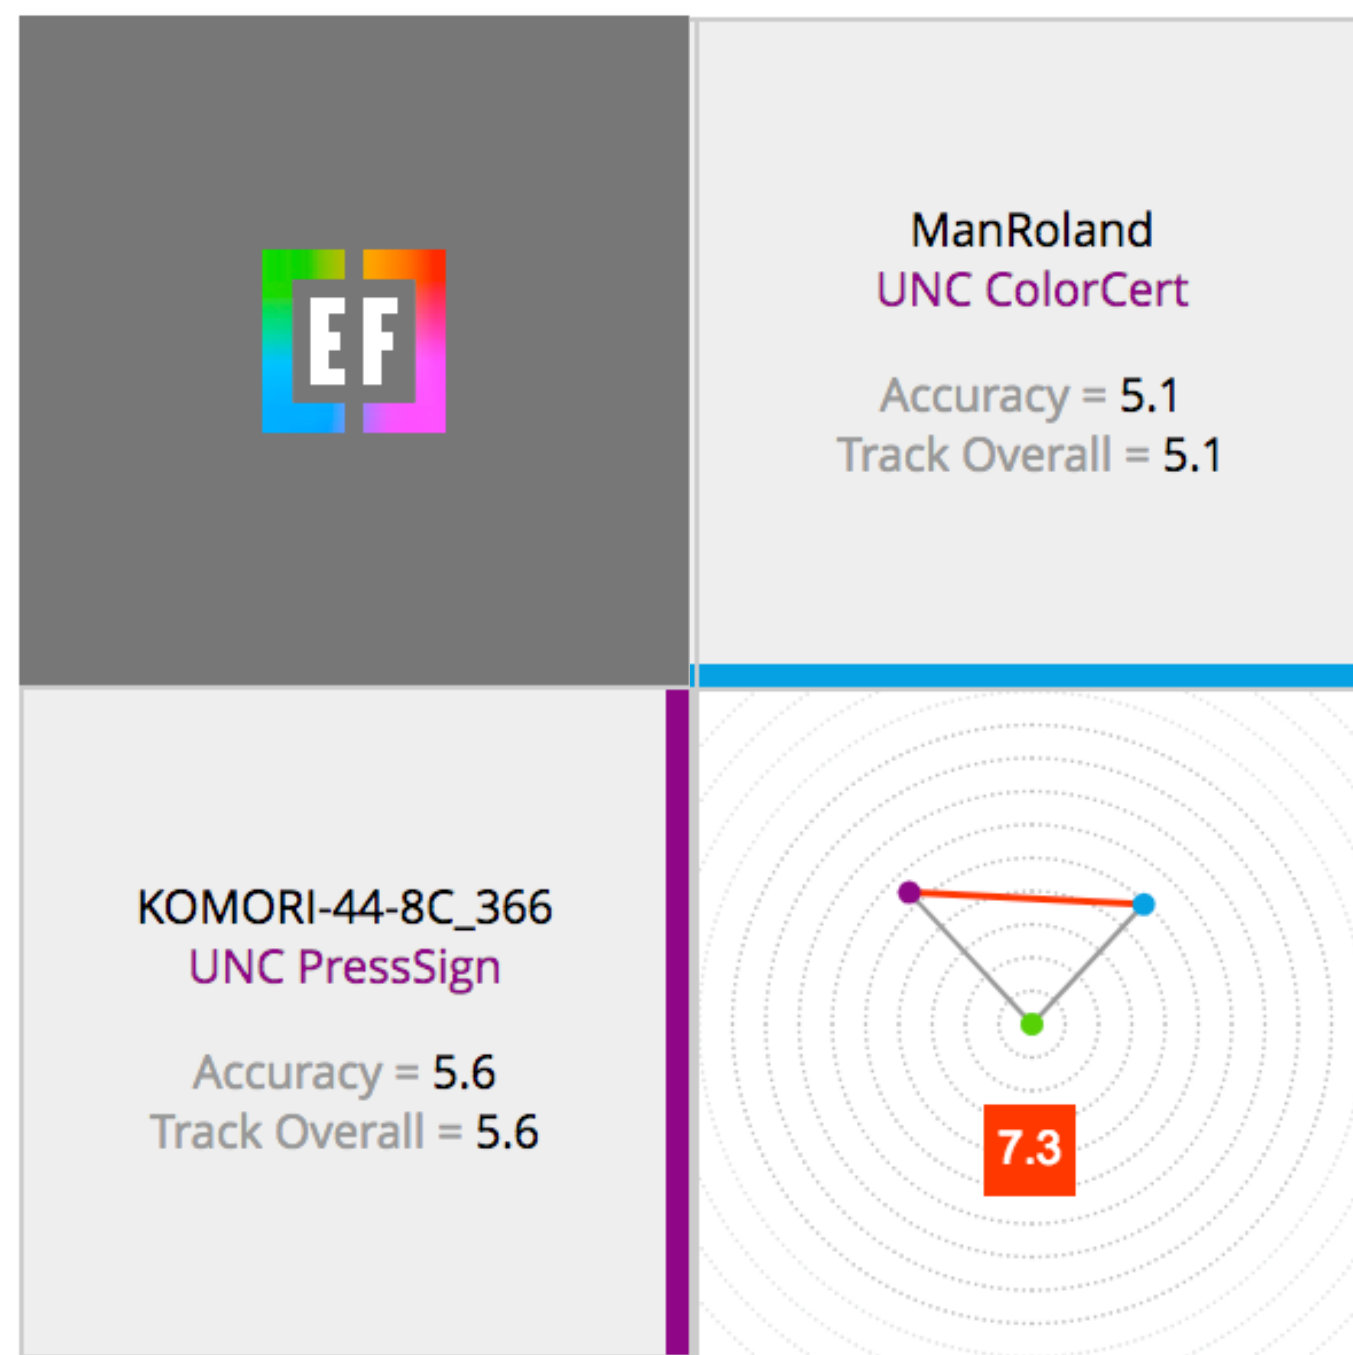 EF
ManRoland
UNC ColorCert
Accuracy = 5.1
Track Overall = 5.1
KOMORI-44-8C_366
UNC PressSign
Accuracy = 5.6
Track Overall = 5.6
7.3